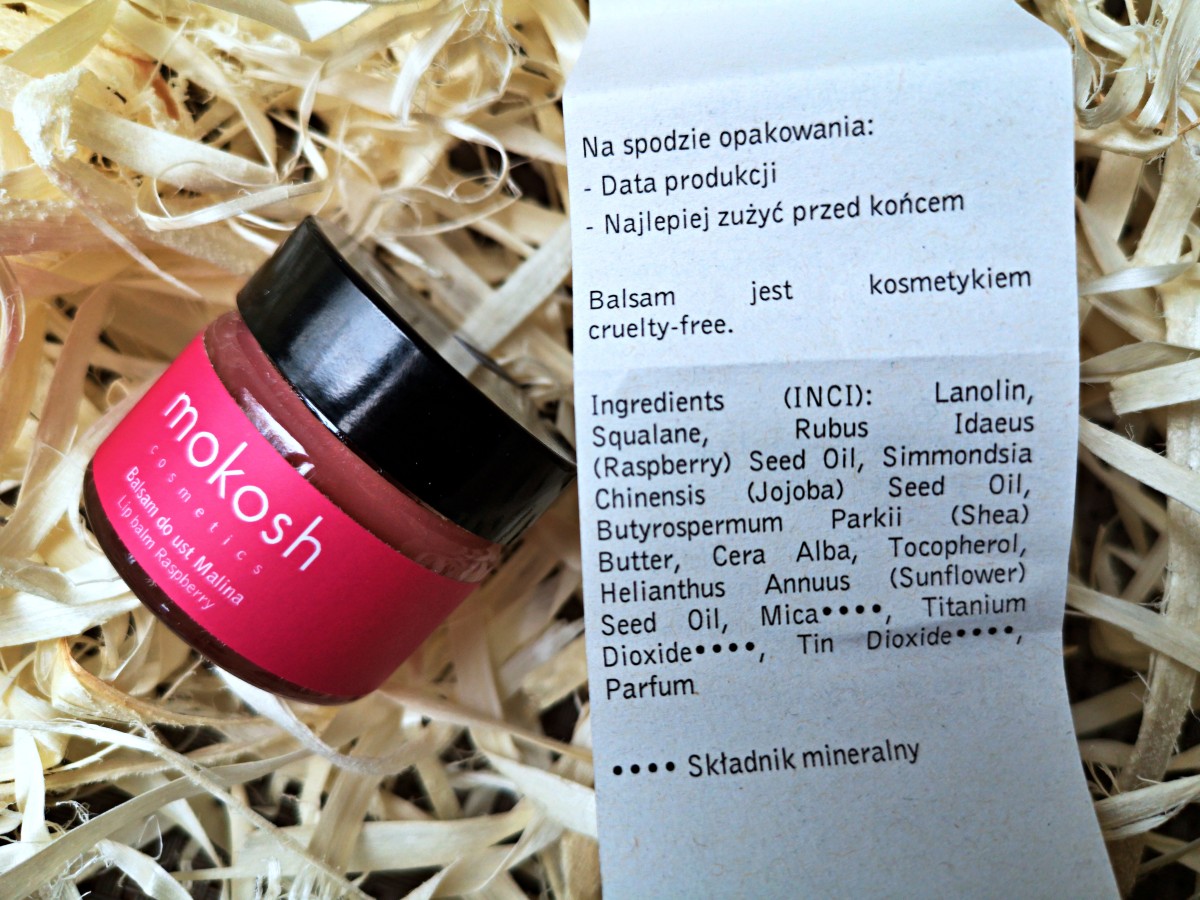 mokosh
cosmetics
Balsam do ust Malina
Lip balm Raspberry
Na spodzie opakowania:
- Data produkcji
- Najlepiej zużyć przed końcem
Balsam jest kosmetykiem
cruelty-free.
Ingredients (INCI): Lanolin,
Squalane, Rubus Idaeus
(Raspberry) Seed Oil, Simmondsia
Chinensis (Jojoba) Seed Oil,
Butyrospermum Parkii (Shea)
Butter, Cera Alba, Tocopherol,
Helianthus Annuus (Sunflower)
Seed Oil, Mica••••, Titanium
Dioxide••••, Tin Dioxide••••,
Parfum
•••• Składnik mineralny